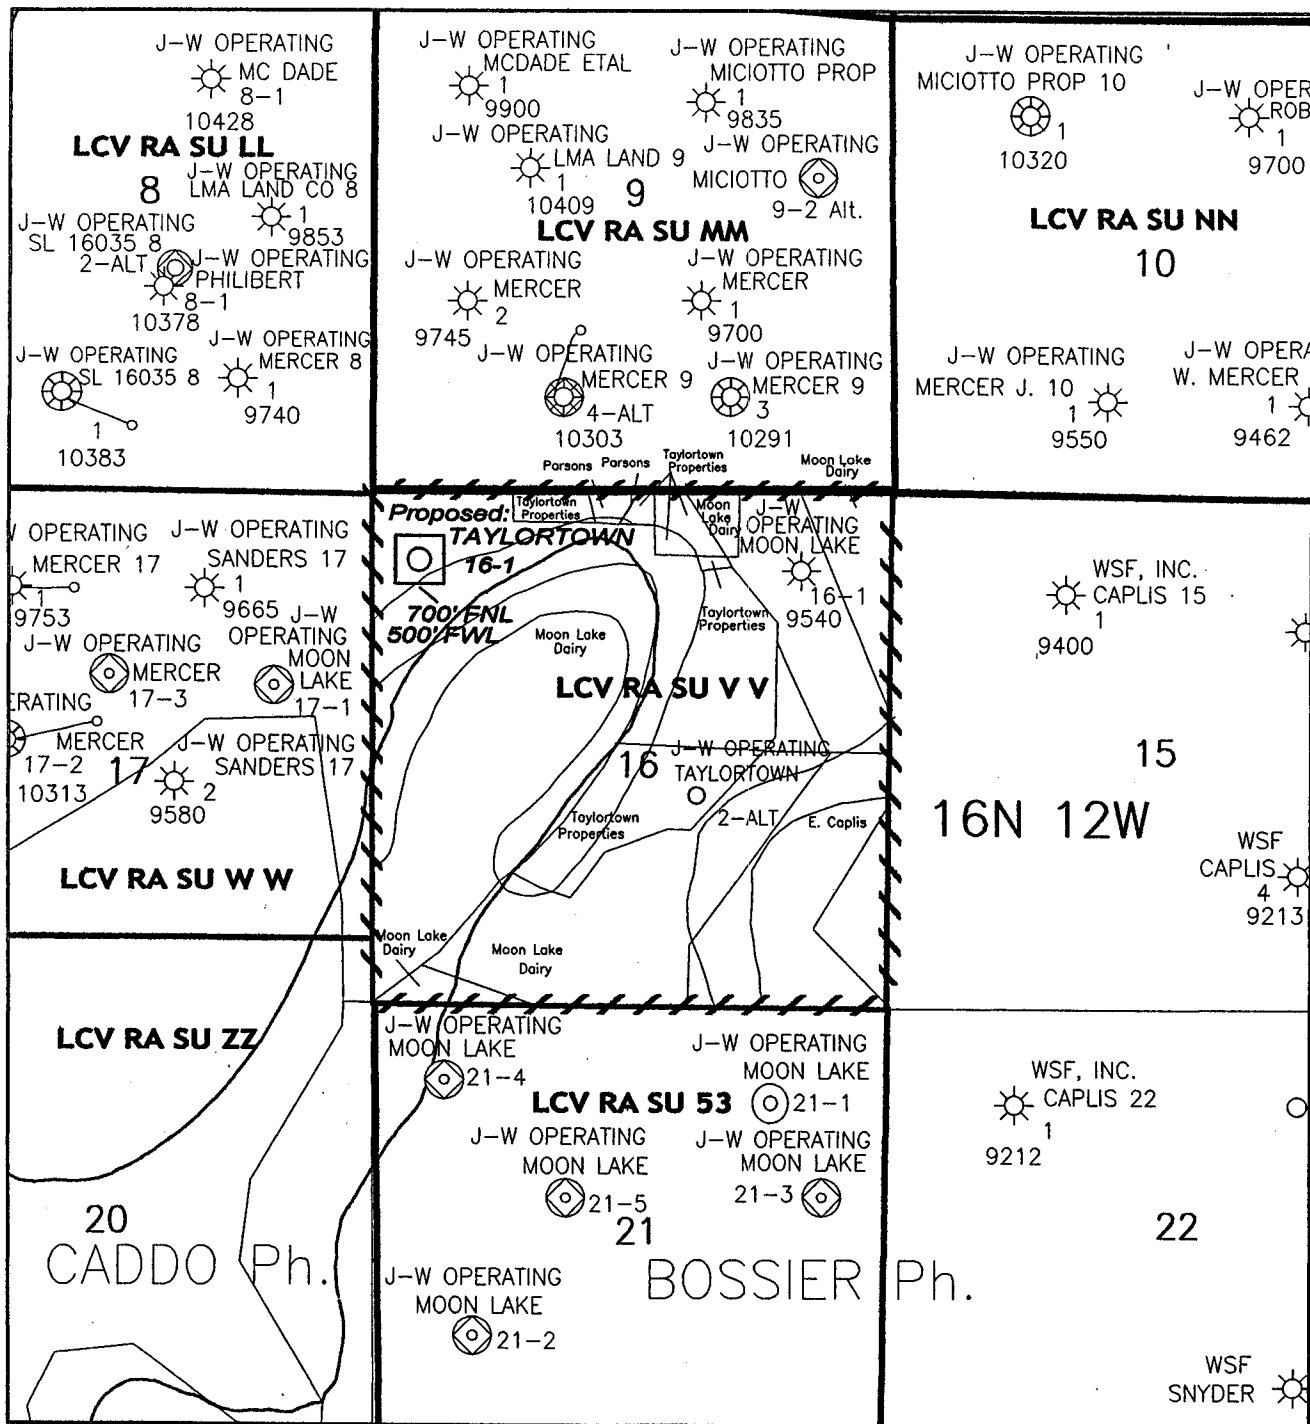 J-W OPERATING
MC DADE
8-1
10428
LCV RA SU LL
8
J-W OPERATING
LMA LAND CO 8
1
9853
J-W OPERATING
SL 16035 8
2-ALT
J-W OPERATING
PHILIBERT
8-1
10378
J-W OPERATING
SL 16035 8
1
10383
J-W OPERATING
MERCER 8
1
9740
J-W OPERATING
MCDADE ETAL
1
9900
J-W OPERATING
MICIOTTO PROP
1
9835
J-W OPERATING
LMA LAND 9
1
10409
9
J-W OPERATING
MICIOTTO
9-2 Alt.
LCV RA SU MM
J-W OPERATING
MERCER
2
9745
J-W OPERATING
MERCER
1
9700
J-W OPERATING
MERCER 9
4-ALT
10303
J-W OPERATING
MERCER 9
3
10291
J-W OPERATING
MICIOTTO PROP 10
1
10320
J-W OPER
ROB
1
9700
LCV RA SU NN
10
J-W OPERATING
MERCER J. 10
1
9550
J-W OPERA
W. MERCER
1
9462
Parsons
Parsons
Taylortown
Properties
Moon Lake
Dairy
W OPERATING
MERCER 17
1
9753
J-W OPERATING
SANDERS 17
1
9665
J-W OPERATING
MERCER
17-3
J-W
OPERATING
MOON
LAKE
17-1
ERATING
MERCER
17-2
10313
17
J-W OPERATING
SANDERS 17
2
9580
LCV RA SU W W
Proposed:
TAYLORTOWN
16-1
700' FNL
500' FWL
Taylortown
Properties
Moon
Lake
Dairy
J-W
OPERATING
MOON LAKE
16-1
9540
Taylortown
Properties
Moon Lake
Dairy
LCV RA SU V V
16
J-W OPERATING
TAYLORTOWN
2-ALT
Taylortown
Properties
E. Caplis
Moon Lake
Dairy
Moon Lake
Dairy
WSF, INC.
CAPLIS 15
1
9400
15
16N 12W
WSF
CAPLIS
4
9213
LCV RA SU ZZ
20
CADDO Ph.
J-W OPERATING
MOON LAKE
21-4
J-W OPERATING
MOON LAKE
21-1
LCV RA SU 53
J-W OPERATING
MOON LAKE
21-5
J-W OPERATING
MOON LAKE
21-3
21
BOSSIER Ph.
J-W OPERATING
MOON LAKE
21-2
WSF, INC.
CAPLIS 22
1
9212
22
WSF
SNYDER